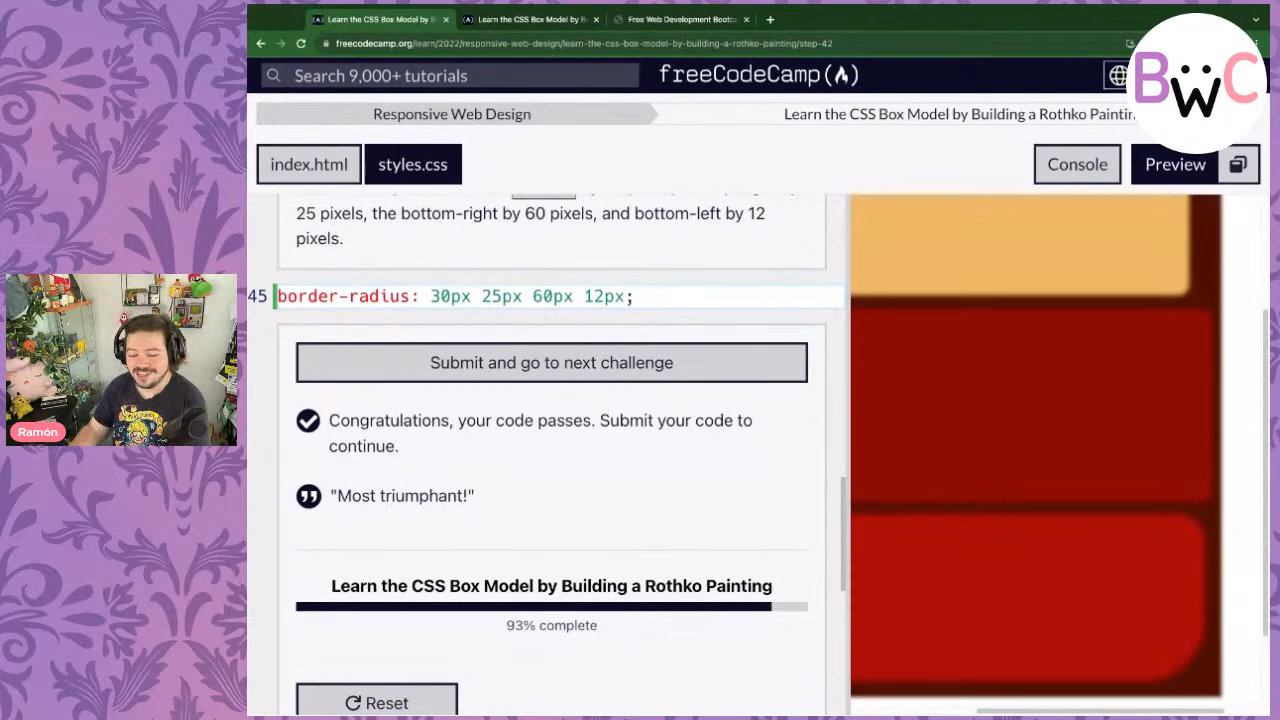 Learn the CSS Box Model by B
Learn the CSS Box Model by B
Free Web Development Bootca
freecodecamp.org/learn/2022/responsive-web-design/learn-the-css-box-model-by-building-a-rothko-painting/step-42
Search 9,000+ tutorials
freeCodeCamp
BWC
Responsive Web Design
Learn the CSS Box Model by Building a Rothko Paintin
index.html
styles.css
Console
Preview
25 pixels, the bottom-right by 60 pixels, and bottom-left by 12
pixels.
45 border-radius: 30px 25px 60px 12px;
Submit and go to next challenge
Congratulations, your code passes. Submit your code to
continue.
"Most triumphant!"
Learn the CSS Box Model by Building a Rothko Painting
93% complete
Reset
Ramón